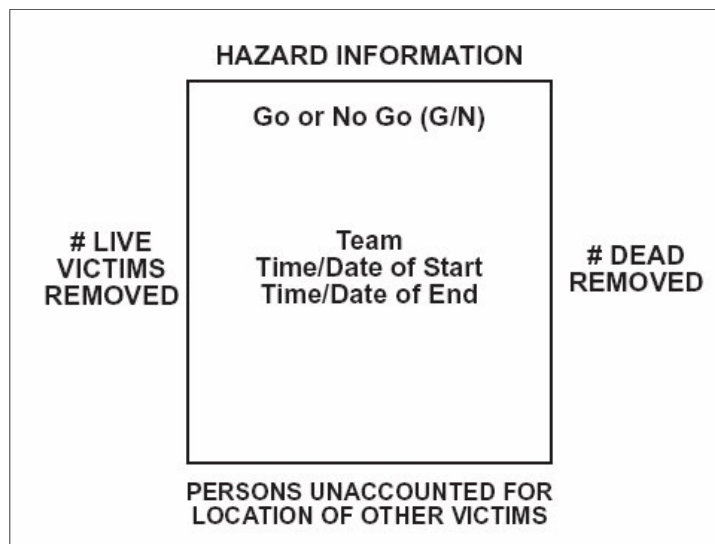 HAZARD INFORMATION
Go or No Go (G/N)
# LIVE
VICTIMS
REMOVED
Team
Time/Date of Start
Time/Date of End
# DEAD
REMOVED
PERSONS UNACCOUNTED FOR
LOCATION OF OTHER VICTIMS